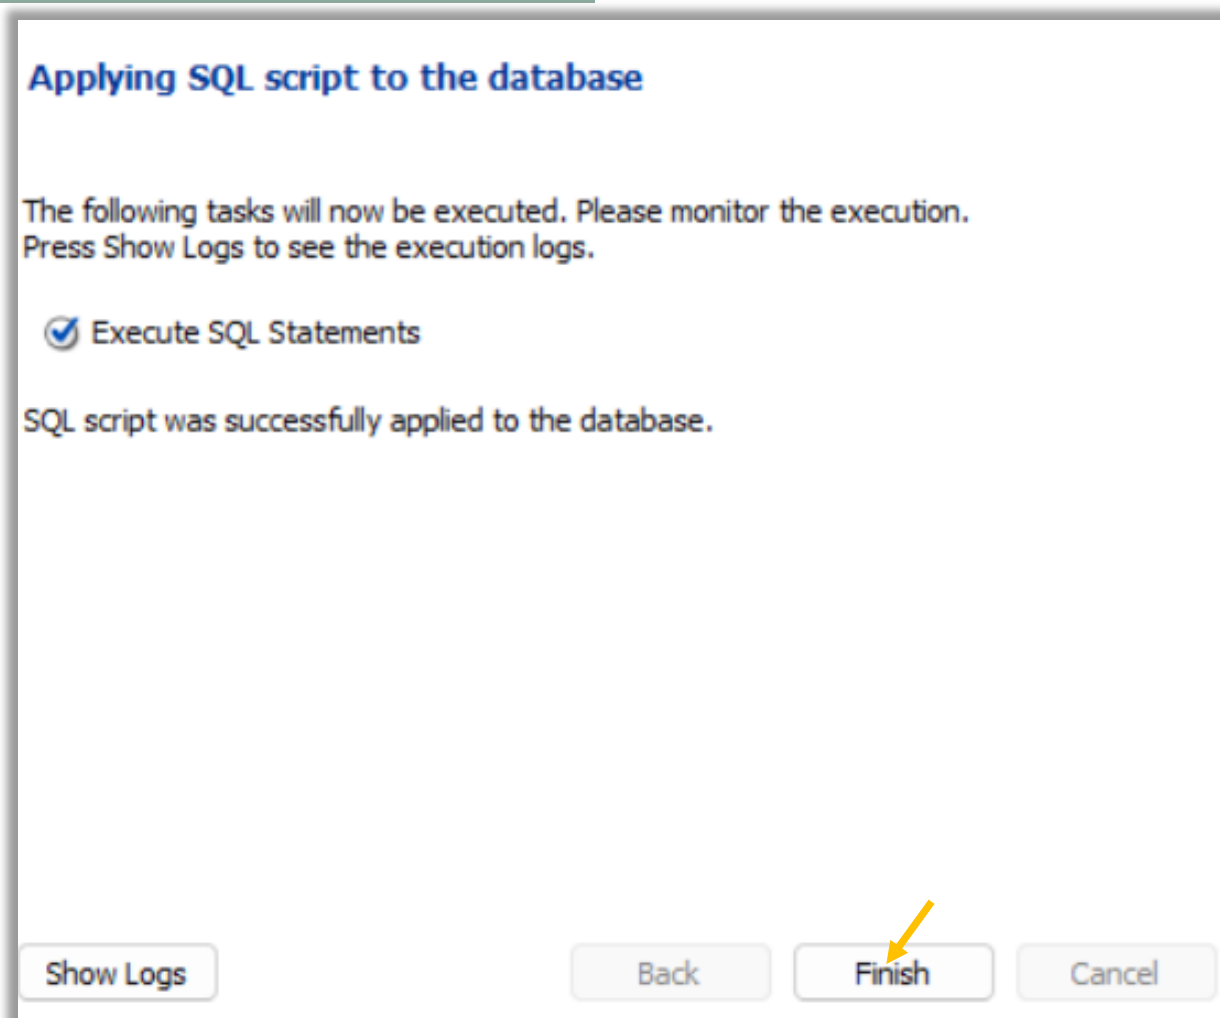 Applying SQL script to the database
The following tasks will now be executed. Please monitor the execution.
Press Show Logs to see the execution logs.
Execute SQL Statements
SQL script was successfully applied to the database.
Show Logs
Back
Finish
Cancel